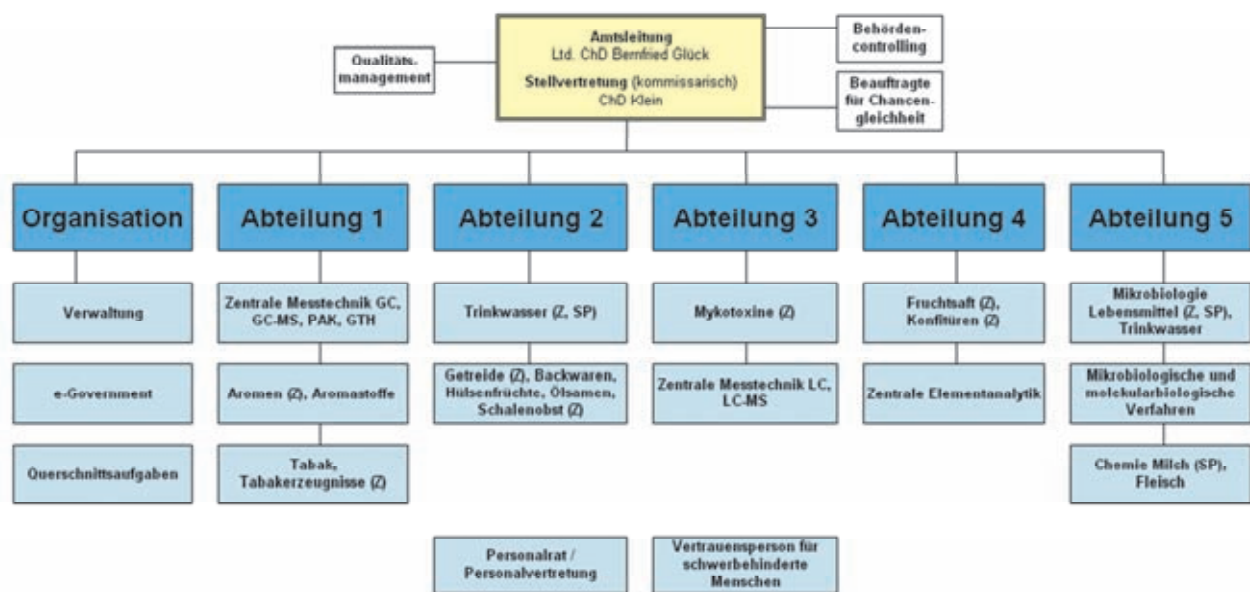 Amtsleitung
Ltd. ChD Bernfried Glück
Stellvertretung (kommissarisch)
ChD Klein
Qualitäts-
management
Behörden-
controlling
Beauftragte
für Chancen-
gleichheit
Organisation
Verwaltung
e-Government
Querschnittsaufgaben
Abteilung 1
Zentrale Messtechnik GC,
GC-MS, PAK, GTH
Aromen (Z), Aromastoffe
Tabak,
Tabakerzeugnisse (Z)
Abteilung 2
Trinkwasser (Z, SP)
Getreide (Z), Backwaren,
Hülsenfrüchte, Ölsamen,
Schalenobst (Z)
Abteilung 3
Mykotoxine (Z)
Zentrale Messtechnik LC,
LC-MS
Abteilung 4
Fruchtsaft (Z),
Konfitüren (Z)
Zentrale Elementanalytik
Abteilung 5
Mikrobiologie
Lebensmittel (Z, SP),
Trinkwasser
Mikrobiologische und
molekularbiologische
Verfahren
Chemie Milch (SP),
Fleisch
Personalrat /
Personalvertretung
Vertrauensperson für
schwerbehinderte
Menschen